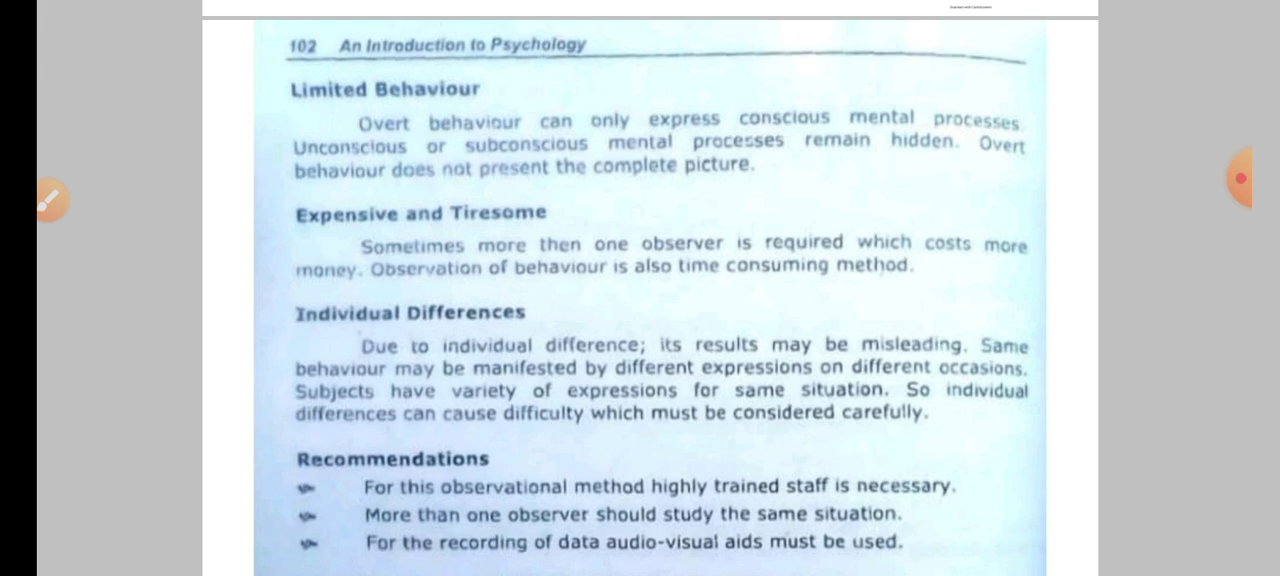 102 An Introduction to Psychology
Limited Behaviour
Overt behaviour can only express conscious mental processes.
Unconscious or subconscious mental processes remain hidden. Overt
behaviour does not present the complete picture.
Expensive and Tiresome
Sometimes more then one observer is required which costs more
money. Observation of behaviour is also time consuming method.
Individual Differences
Due to individual difference; its results may be misleading. Same
behaviour may be manifested by different expressions on different occasions.
Subjects have variety of expressions for same situation. So individual
differences can cause difficulty which must be considered carefully.
Recommendations
For this observational method highly trained staff is necessary.
More than one observer should study the same situation.
For the recording of data audio-visual aids must be used.